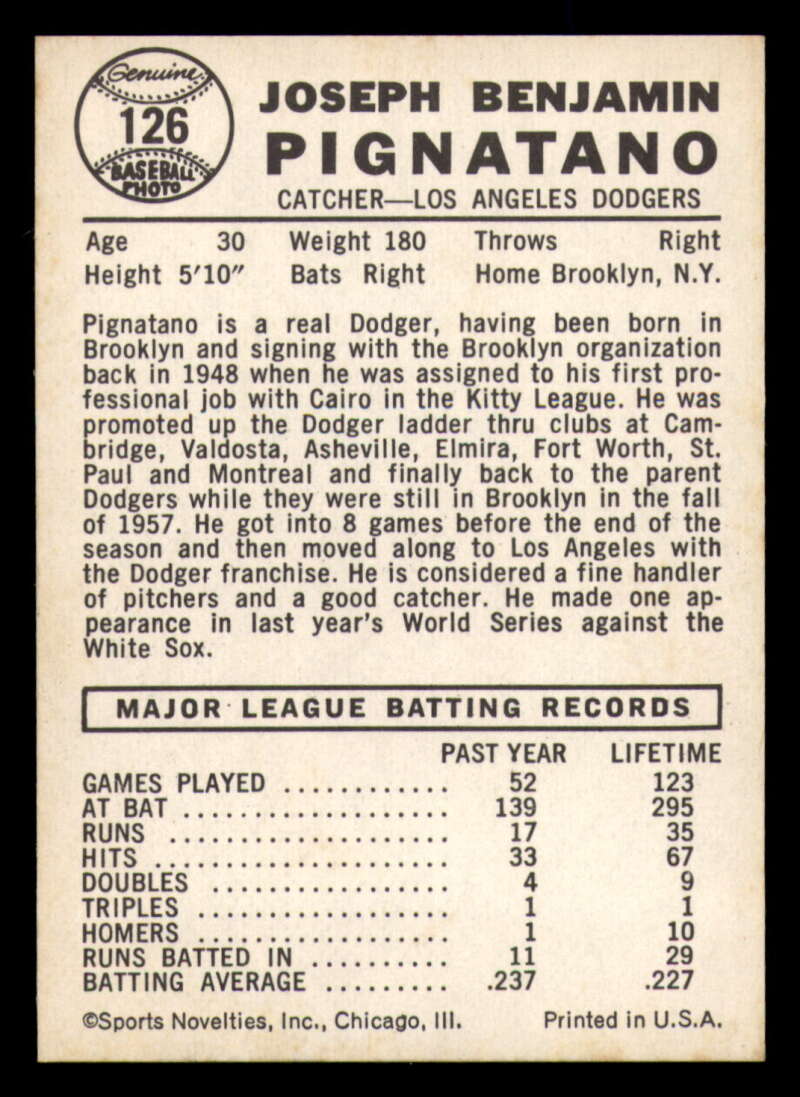 Genuine
126
BASEBALL
PHOTO
JOSEPH BENJAMIN
PIGNATANO
CATCHER—LOS ANGELES DODGERS
Age 30 Weight 180 Throws Right
Height 5'10" Bats Right Home Brooklyn, N.Y.
Pignatano is a real Dodger, having been born in
Brooklyn and signing with the Brooklyn organization
back in 1948 when he was assigned to his first pro-
fessional job with Cairo in the Kitty League. He was
promoted up the Dodger ladder thru clubs at Cam-
bridge, Valdosta, Asheville, Elmira, Fort Worth, St.
Paul and Montreal and finally back to the parent
Dodgers while they were still in Brooklyn in the fall
of 1957. He got into 8 games before the end of the
season and then moved along to Los Angeles with
the Dodger franchise. He is considered a fine handler
of pitchers and a good catcher. He made one ap-
pearance in last year's World Series against the
White Sox.
MAJOR LEAGUE BATTING RECORDS
PAST YEAR LIFETIME
GAMES PLAYED ............ 52 123
AT BAT .................... 139 295
RUNS ..................... 17 35
HITS ...................... 33 67
DOUBLES .................. 4 9
TRIPLES ................... 1 1
HOMERS ................... 1 10
RUNS BATTED IN .......... 11 29
BATTING AVERAGE ......... .237 .227
©Sports Novelties, Inc., Chicago, Ill. Printed in U.S.A.